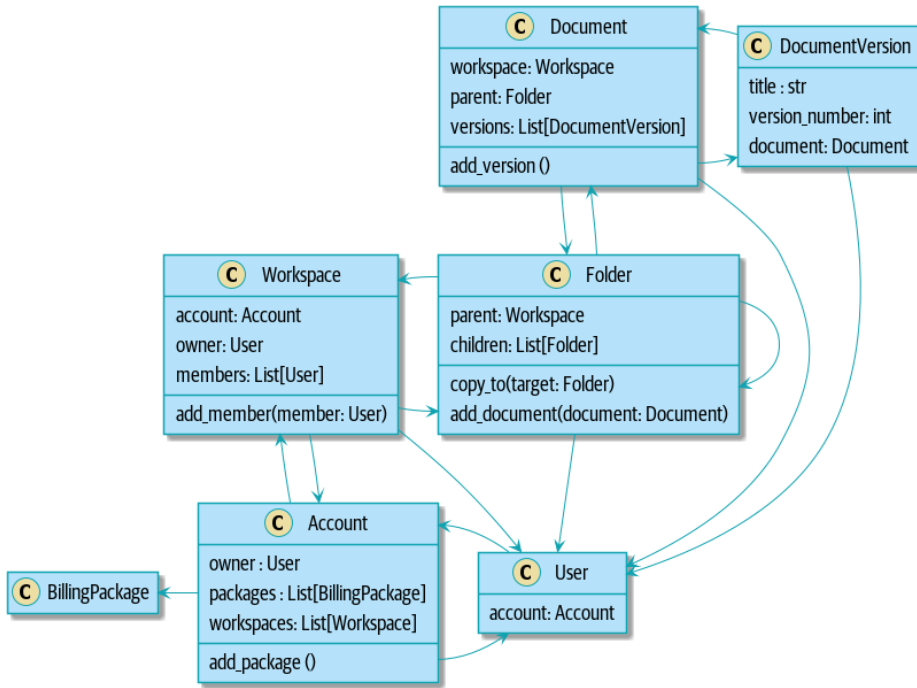 C Document
workspace: Workspace
parent: Folder
versions: List[DocumentVersion]
add_version ()
C DocumentVersion
title : str
version_number: int
document: Document
C Workspace
account: Account
owner: User
members: List[User]
add_member(member: User)
C Folder
parent: Workspace
children: List[Folder]
copy_to(target: Folder)
add_document(document: Document)
C Account
owner : User
packages : List[BillingPackage]
workspaces: List[Workspace]
add_package ()
C BillingPackage
C User
account: Account